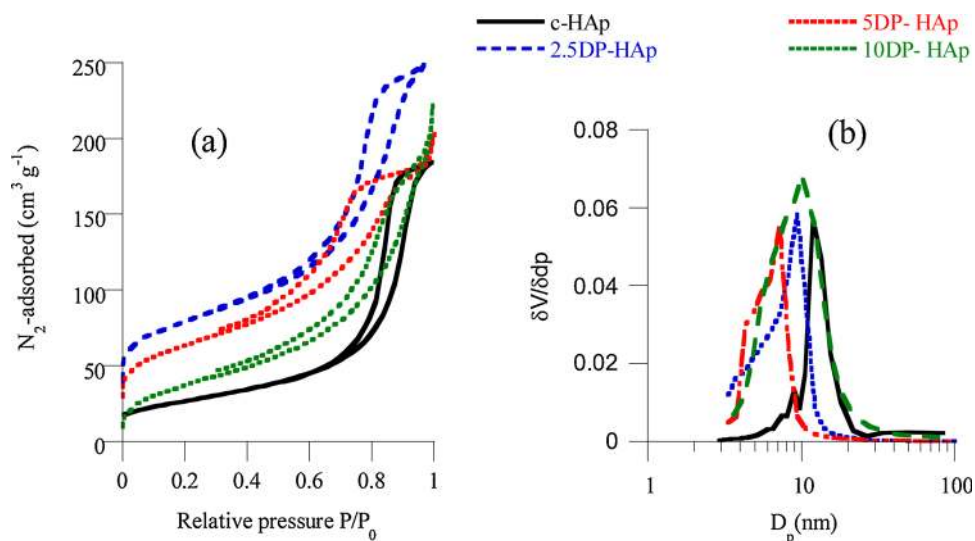 c-HAp
5DP- HAp
2.5DP-HAp
10DP- HAp
(a)
250
200
150
100
50
0
0 0.2 0.4 0.6 0.8 1
N₂-adsorbed (cm³ g⁻¹)
Relative pressure P/P₀
(b)
0.08
0.06
0.04
0.02
0
1 10 100
δV/δdp
Dₚ(nm)